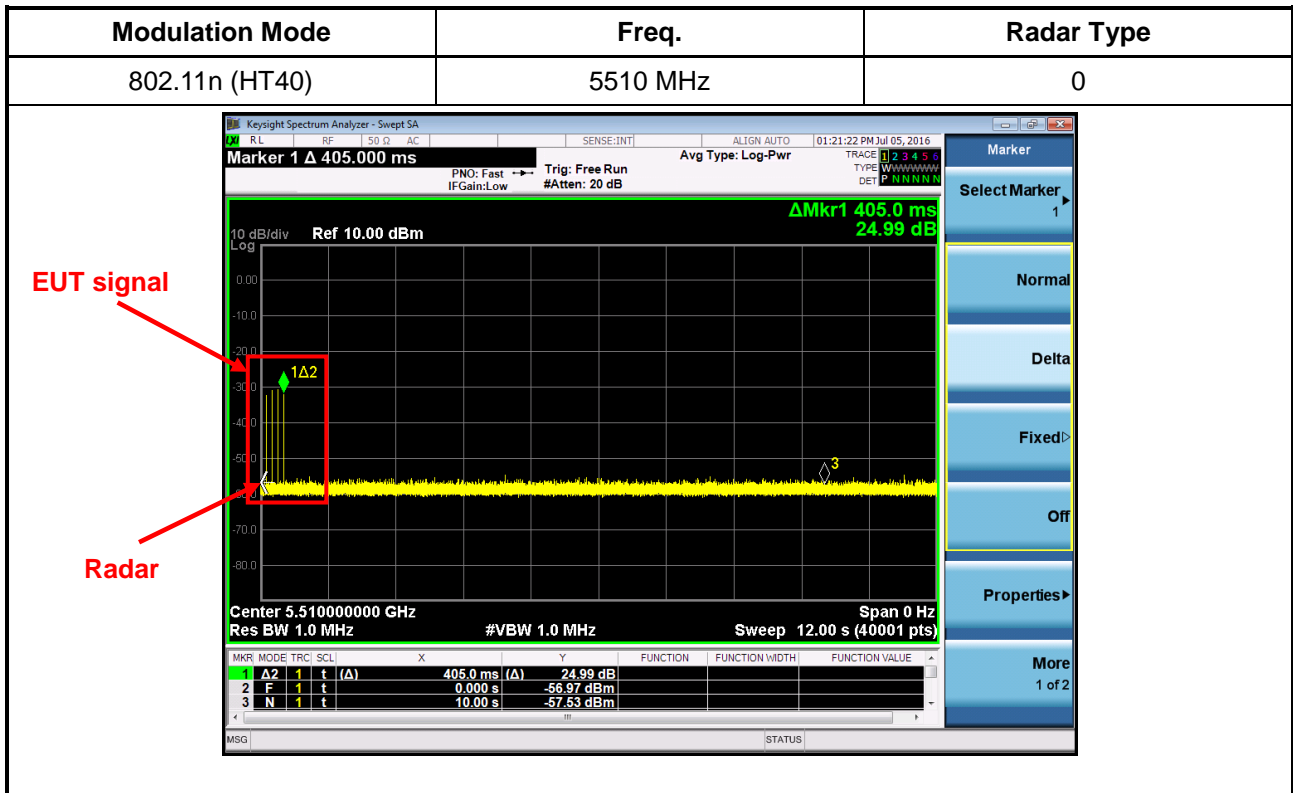 Modulation Mode Freq. Radar Type
802.11n (HT40) 5510 MHz 0
Keysight Spectrum Analyzer - Swept SA
RL RF 50 Ω AC SENSE:INT ALIGN AUTO 01:21:22 PM Jul 05, 2016
Marker 1 Δ 405.000 ms
PNO: Fast Trig: Free Run Avg Type: Log-Pwr TRACE 1 2 3 4 5 6
TYPE WWWWWW
IFGain:Low #Atten: 20 dB DET P N N N N N
Marker
Select Marker
1
ΔMkr1 405.0 ms
24.99 dB
10 dB/div Ref 10.00 dBm
Log
0.00
-10.0
-20.0
-30.0
-40.0
-50.0
-60.0
-70.0
-80.0
EUT signal
1Δ2
3
Radar
Normal
Delta
Fixed
Off
Properties
More
1 of 2
Center 5.510000000 GHz Span 0 Hz
Res BW 1.0 MHz #VBW 1.0 MHz Sweep 12.00 s (40001 pts)
MKR MODE TRC SCL X Y FUNCTION FUNCTION WIDTH FUNCTION VALUE
1 Δ2 1 t (Δ) 405.0 ms (Δ) 24.99 dB
2 F 1 t 0.000 s -56.97 dBm
3 N 1 t 10.00 s -57.53 dBm
MSG STATUS